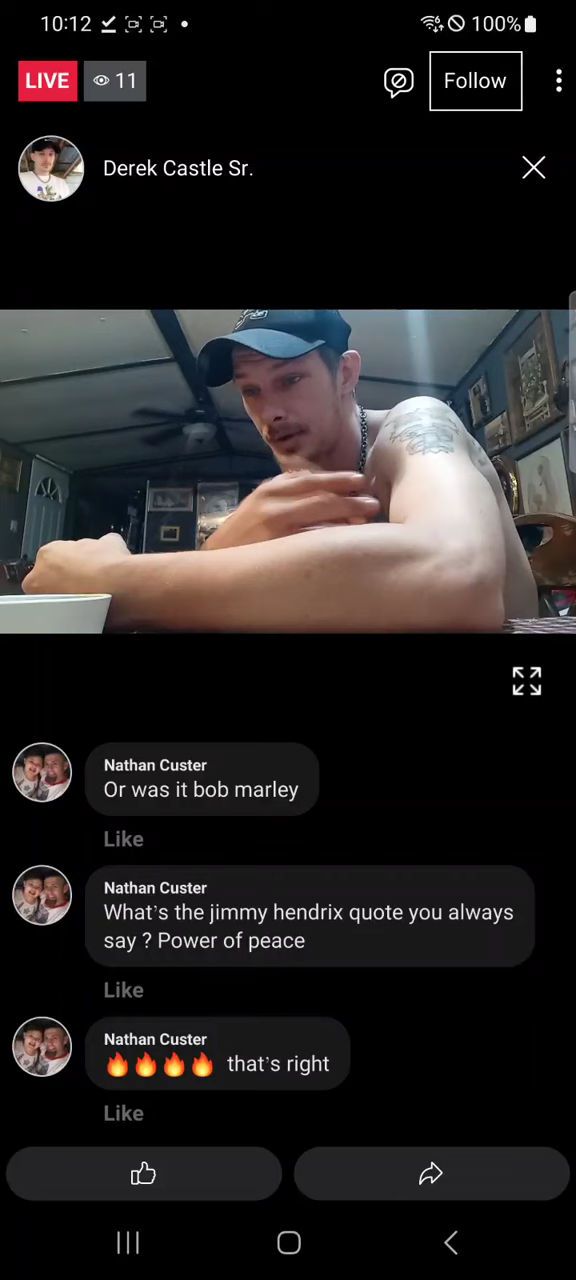 10:12
100%
LIVE
11
Follow
Derek Castle Sr.
Nathan Custer
Or was it bob marley
Like
Nathan Custer
What's the jimmy hendrix quote you always
say ? Power of peace
Like
Nathan Custer
🔥🔥🔥🔥 that's right
Like